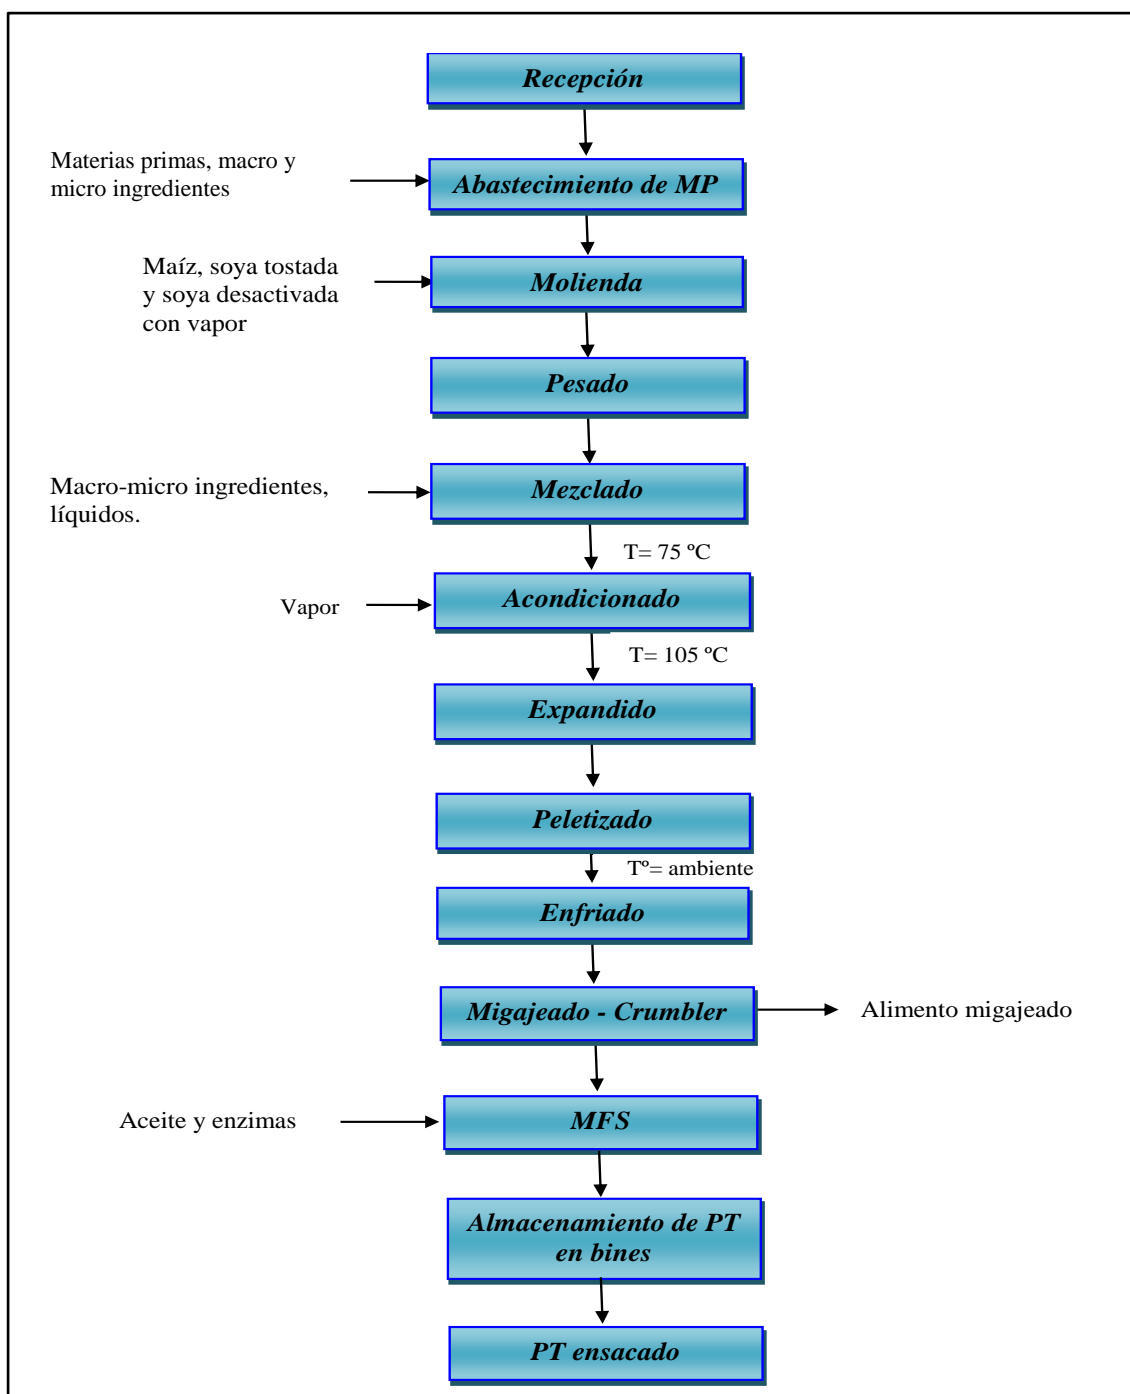 Recepción
Materias primas, macro y
micro ingredientes
Abastecimiento de MP
Maíz, soya tostada
y soya desactivada
con vapor
Molienda
Pesado
Macro-micro ingredientes,
líquidos.
Mezclado
T= 75 ºC
Vapor
Acondicionado
T= 105 ºC
Expandido
Peletizado
Tº= ambiente
Enfriado
Migajeado - Crumbler
Alimento migajeado
Aceite y enzimas
MFS
Almacenamiento de PT
en bines
PT ensacado